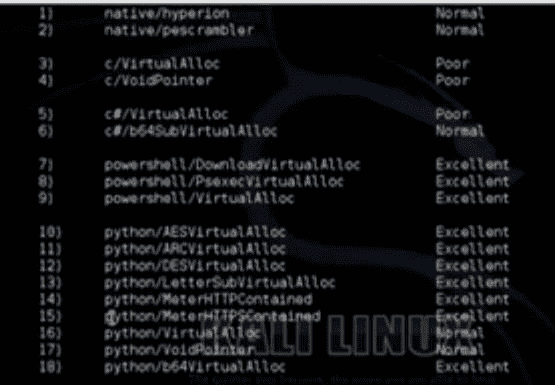 1) native/hyperion Normal
2) native/pescrambler Normal
3) c/VirtualAlloc Poor
4) c/VoidPointer Poor
5) c#/VirtualAlloc Poor
6) c#/b64SubVirtualAlloc Normal
7) powershell/DownloadVirtualAlloc Excellent
8) powershell/PsexecVirtualAlloc Excellent
9) powershell/VirtualAlloc Excellent
10) python/AESVirtualAlloc Excellent
11) python/ARCVirtualAlloc Excellent
12) python/DESVirtualAlloc Excellent
13) python/LetterSubVirtualAlloc Excellent
14) python/MeterHTTPContained Excellent
15) python/MeterHTTPSContained Excellent
16) python/VirtualAlloc Normal
17) python/VoidPointer Normal
KALI LINUX
18) python/b64VirtualAlloc Excellent